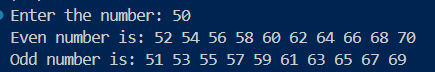 Enter the number: 50
Even number is: 52 54 56 58 60 62 64 66 68 70
Odd number is: 51 53 55 57 59 61 63 65 67 69